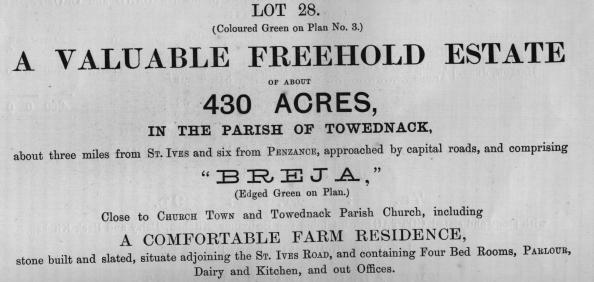 LOT 28.
(Coloured Green on Plan No. 3.)
A VALUABLE FREEHOLD ESTATE
OF ABOUT
430 ACRES,
IN THE PARISH OF TOWEDNACK,
about three miles from ST. IVES and six from PENZANCE, approached by capital roads, and comprising
"BREJA,"
(Edged Green on Plan.)
Close to CHURCH TOWN and Towednack Parish Church, including
A COMFORTABLE FARM RESIDENCE,
stone built and slated, situate adjoining the ST. IVES ROAD, and containing Four Bed Rooms, PARLOUR,
Dairy and Kitchen, and out Offices.